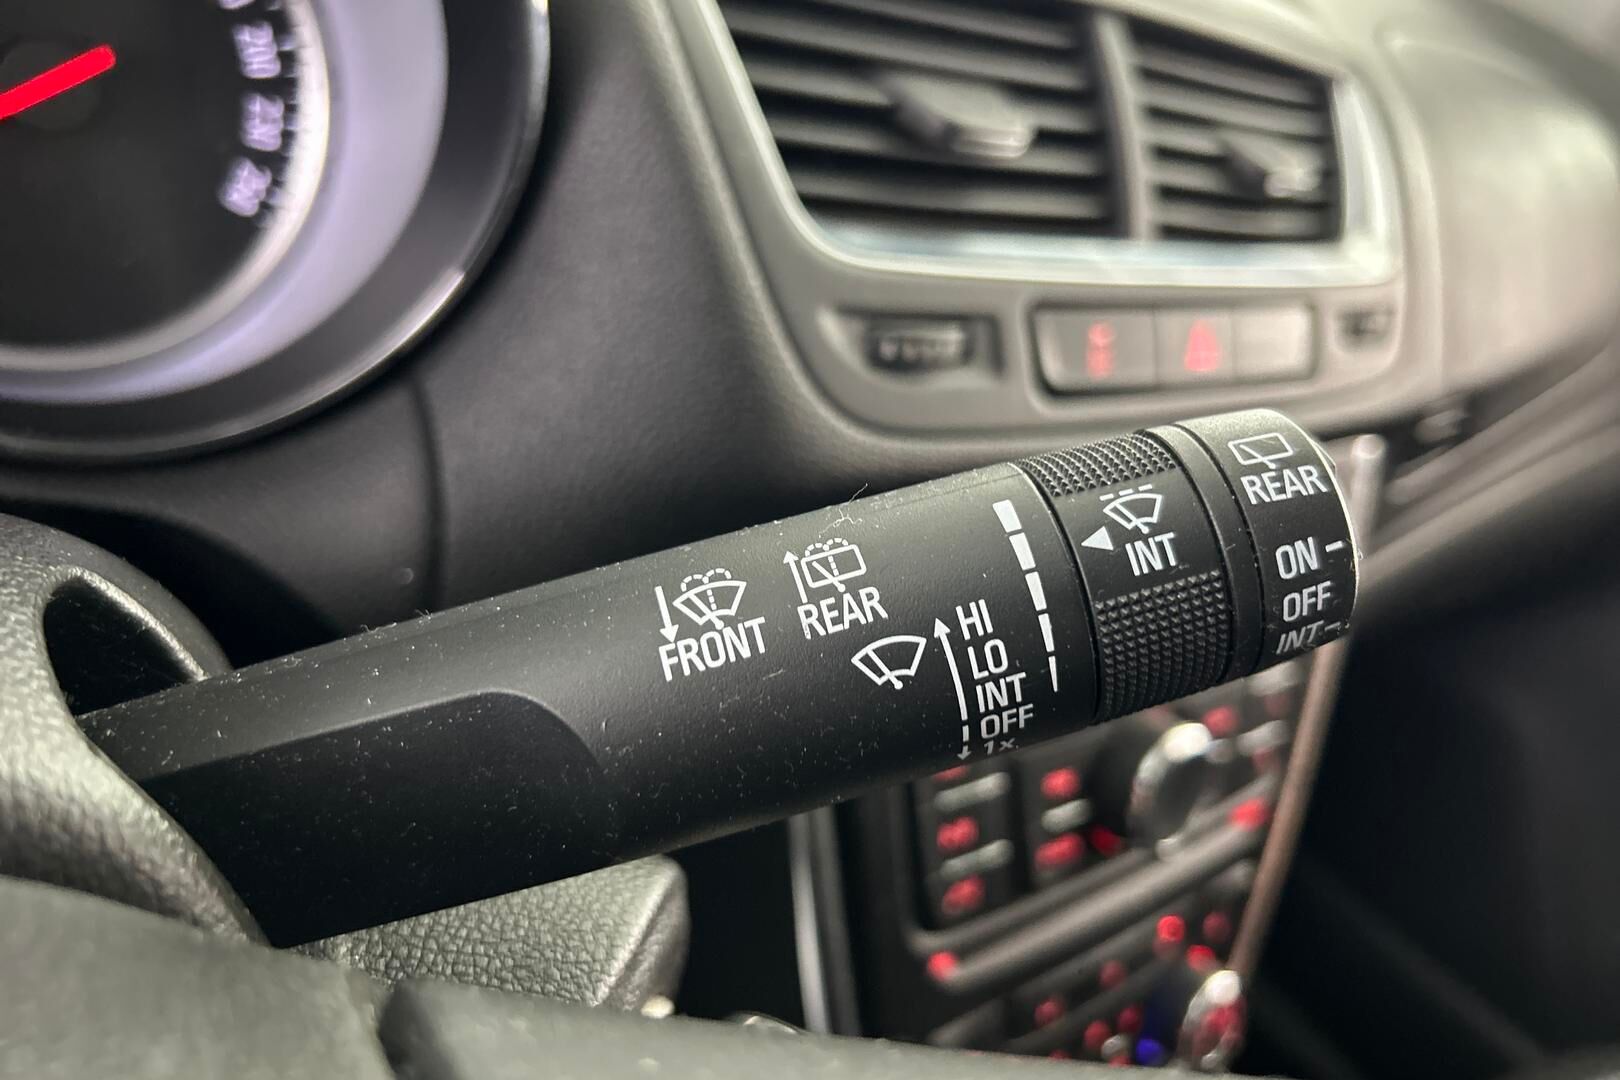 FRONT
REAR
HI
LO
INT
OFF
1x
INT
REAR
ON
OFF
INT